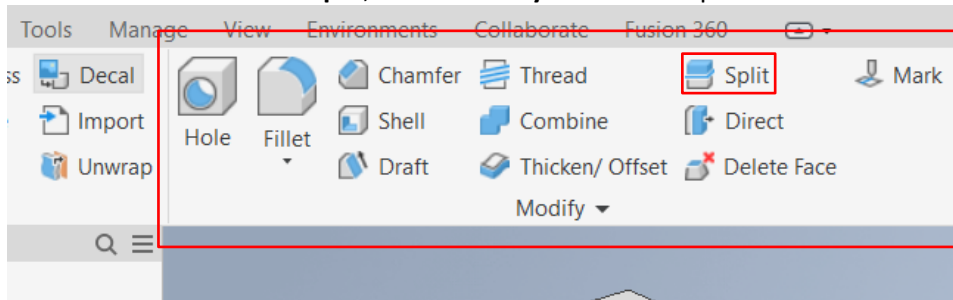 Tools Manage View Environments Collaborate Fusion 360
ss Decal Chamfer Thread Split Mark
Import Hole Fillet Shell Combine Direct
Unwrap Draft Thicken/ Offset Delete Face
Modify